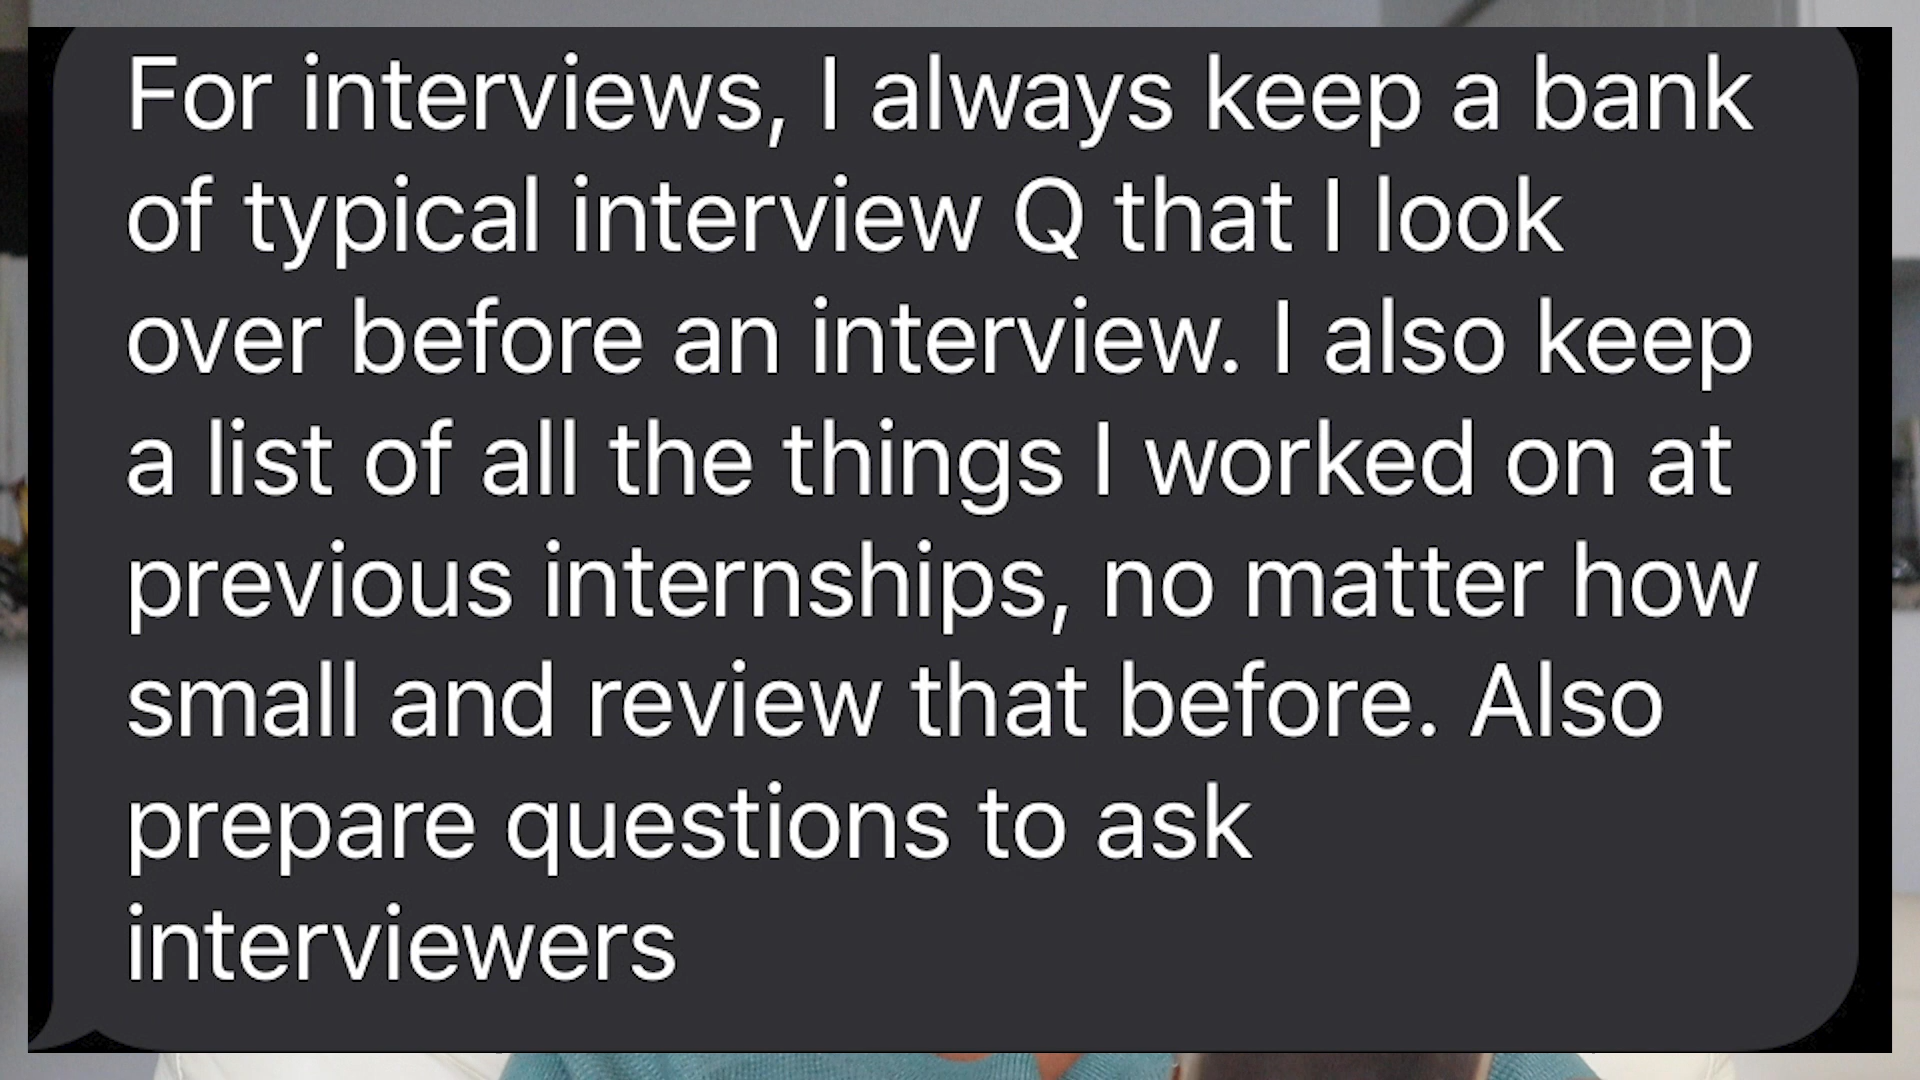 For interviews, I always keep a bank
of typical interview Q that I look
over before an interview. I also keep
a list of all the things I worked on at
previous internships, no matter how
small and review that before. Also
prepare questions to ask
interviewers